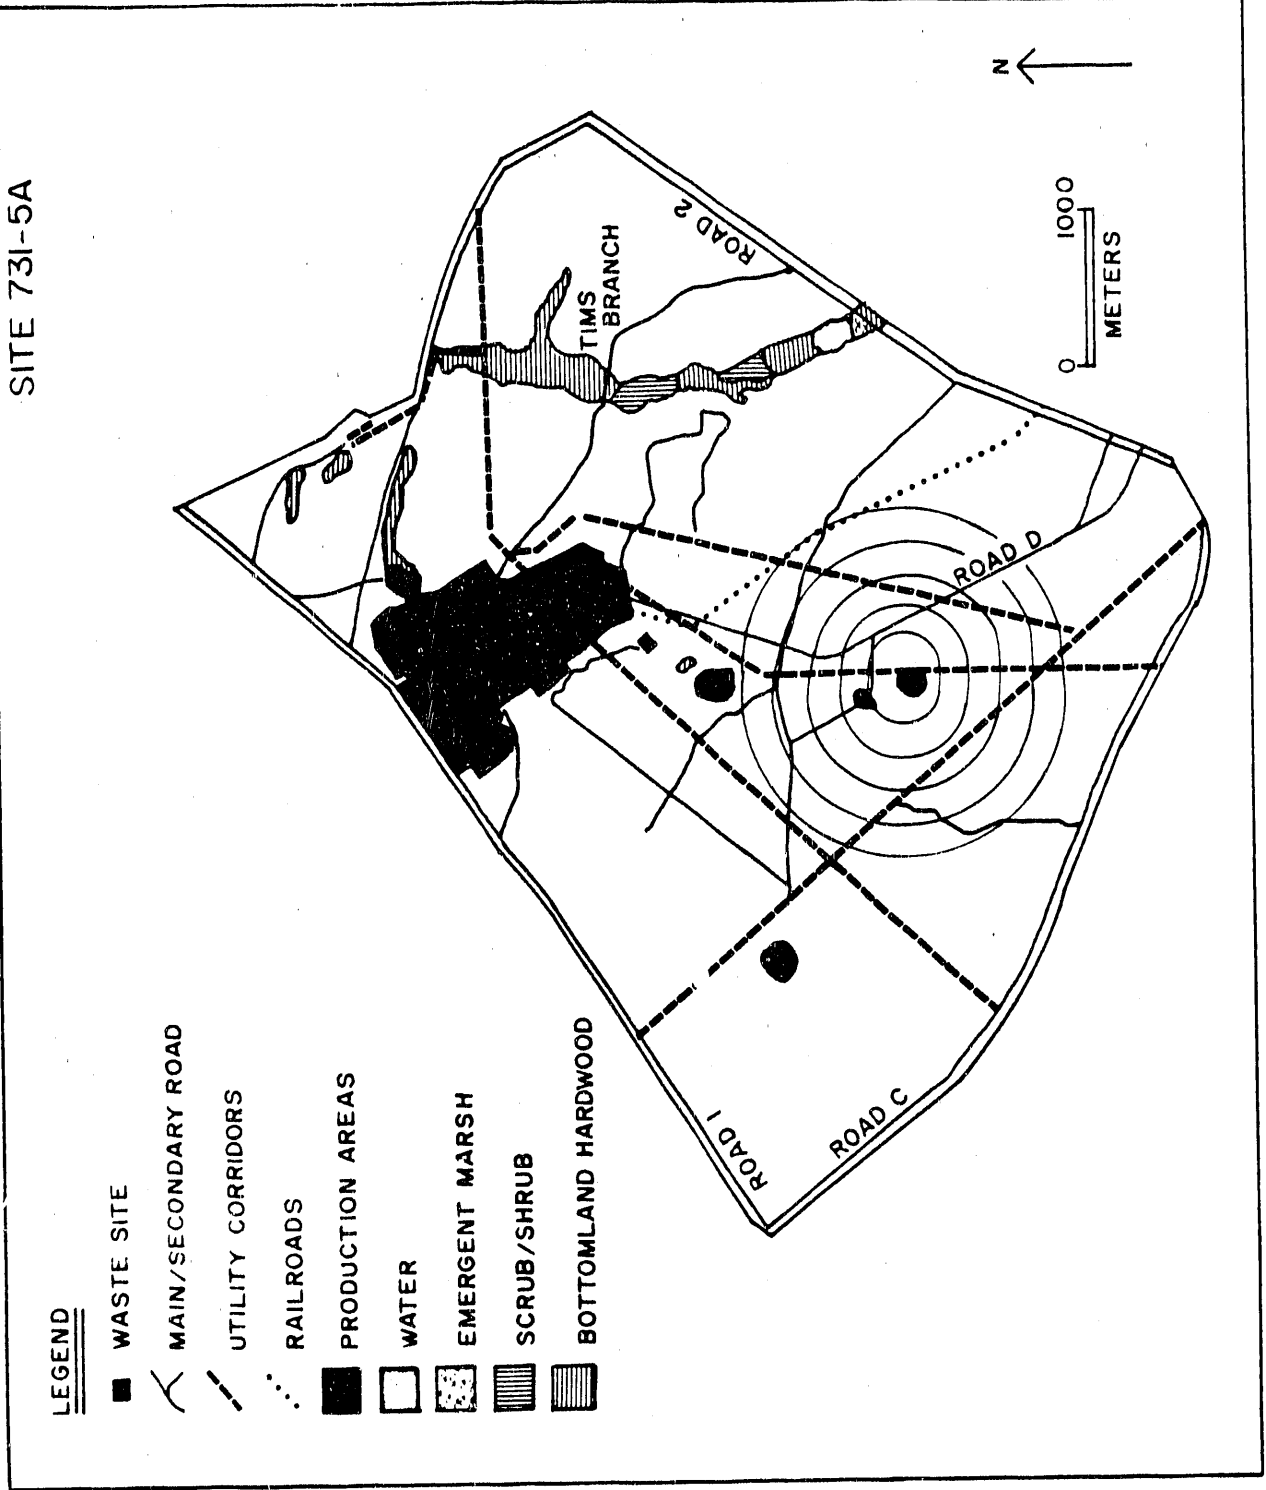 SITE 731-5A
LEGEND
WASTE SITE
MAIN/SECONDARY ROAD
UTILITY CORRIDORS
RAILROADS
PRODUCTION AREAS
WATER
EMERGENT MARSH
SCRUB/SHRUB
BOTTOMLAND HARDWOOD
TIMS
BRANCH
ROAD 2
ROAD D
ROAD 1
ROAD C
N
0 1000
METERS